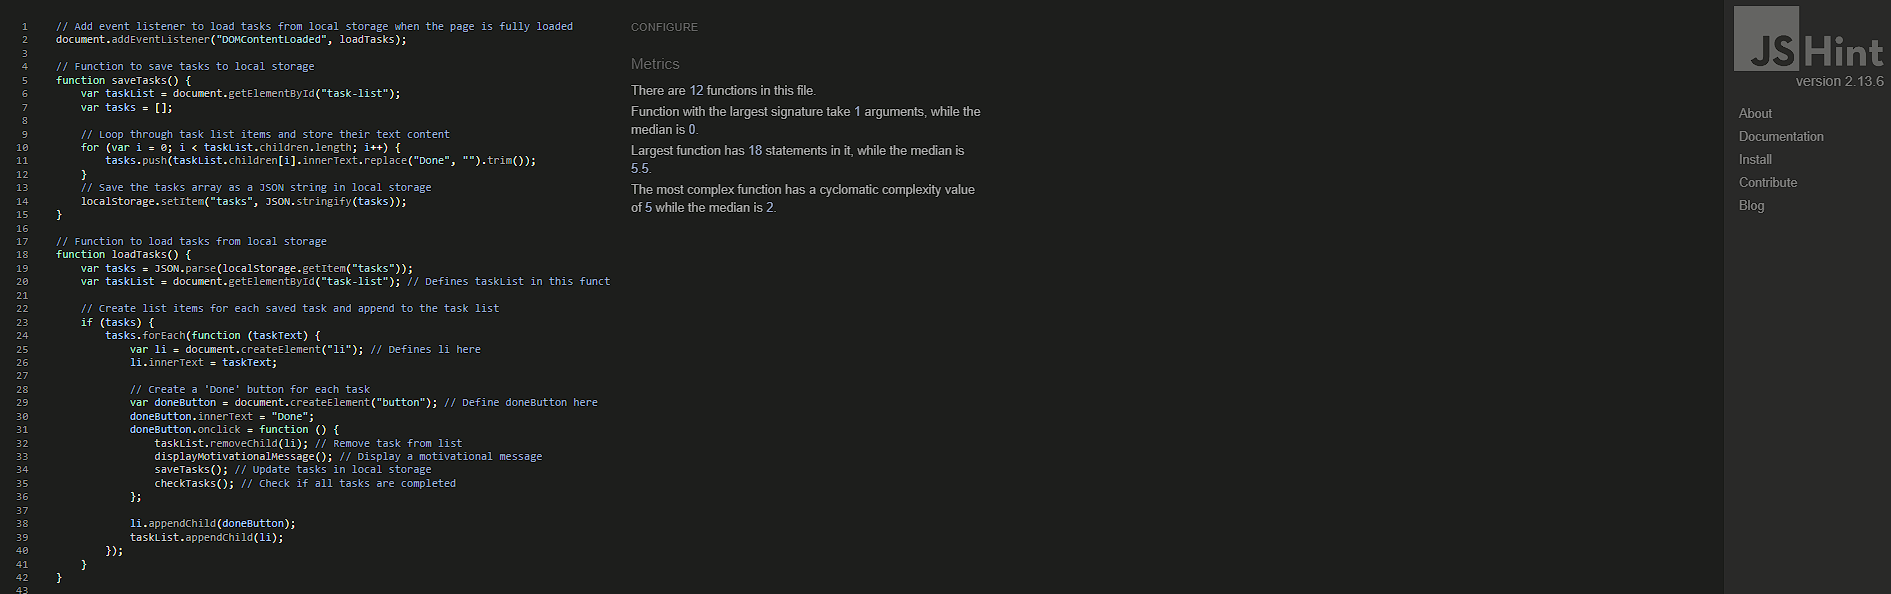 1 // Add event listener to load tasks from local storage when the page is fully loaded
2 document.addEventListener("DOMContentLoaded", loadTasks);
3
4 // Function to save tasks to local storage
5 function saveTasks() {
6 var taskList = document.getElementById("task-list");
7 var tasks = [];
8
9 // Loop through task list items and store their text content
10 for (var i = 0; i < taskList.children.length; i++) {
11 tasks.push(taskList.children[i].innerText.replace("Done", "").trim());
12 }
13 // Save the tasks array as a JSON string in local storage
14 localStorage.setItem("tasks", JSON.stringify(tasks));
15 }
16
17 // Function to load tasks from local storage
18 function loadTasks() {
19 var tasks = JSON.parse(localStorage.getItem("tasks"));
20 var taskList = document.getElementById("task-list"); // Defines taskList in this funct
21
22 // Create list items for each saved task and append to the task list
23 if (tasks) {
24 tasks.forEach(function (taskText) {
25 var li = document.createElement("li"); // Defines li here
26 li.innerText = taskText;
27
28 // Create a 'Done' button for each task
29 var doneButton = document.createElement("button"); // Define doneButton here
30 doneButton.innerText = "Done";
31 doneButton.onclick = function () {
32 taskList.removeChild(li); // Remove task from list
33 displayMotivationalMessage(); // Display a motivational message
34 saveTasks(); // Update tasks in local storage
35 checkTasks(); // Check if all tasks are completed
36 };
37
38 li.appendChild(doneButton);
39 taskList.appendChild(li);
40 });
41 }
42 }
43
CONFIGURE
Metrics
There are 12 functions in this file.
Function with the largest signature take 1 arguments, while the
median is 0.
Largest function has 18 statements in it, while the median is
5.5.
The most complex function has a cyclomatic complexity value
of 5 while the median is 2.
JSHint
version 2.13.6
About
Documentation
Install
Contribute
Blog